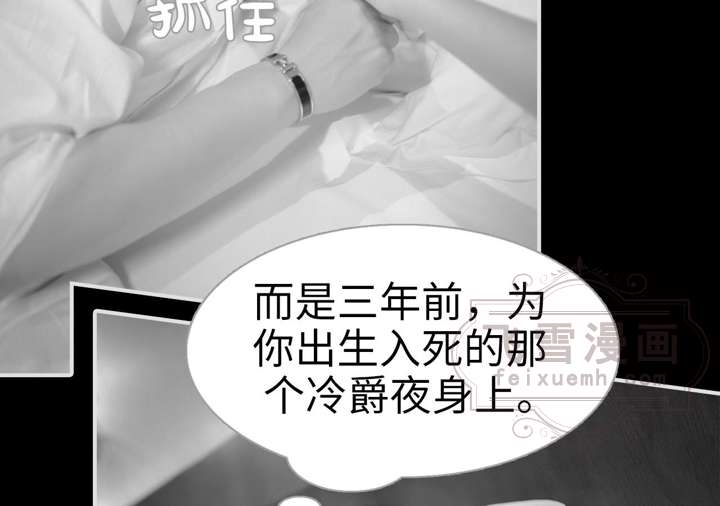 抓住
而是三年前，为
你出生入死的那
个冷爵夜身上。
飞雪漫画
feixuemh.com